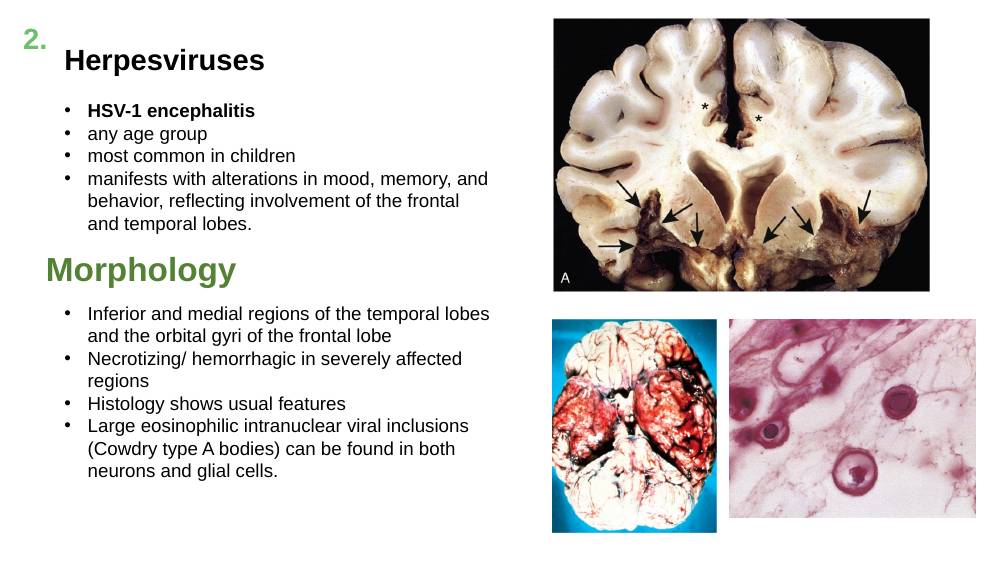 2.
Herpesviruses
• HSV-1 encephalitis
• any age group
• most common in children
• manifests with alterations in mood, memory, and
behavior, reflecting involvement of the frontal
and temporal lobes.
Morphology
• Inferior and medial regions of the temporal lobes
and the orbital gyri of the frontal lobe
• Necrotizing/ hemorrhagic in severely affected
regions
• Histology shows usual features
• Large eosinophilic intranuclear viral inclusions
(Cowdry type A bodies) can be found in both
neurons and glial cells.
* *
A